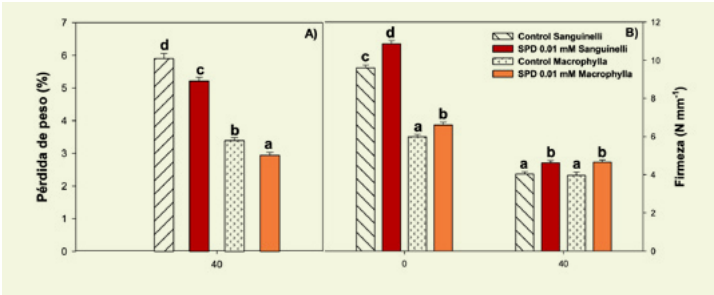 A)
Pérdida de peso (%)
7
6
5
4
3
2
1
0
d
c
b
a
40
B)
Control Sanguinelli
SPD 0.01 mM Sanguinelli
Control Macrophylla
SPD 0.01 mM Macrophylla
c
d
a
b
a
b
a
b
0
40
12
10
8
6
4
2
0
Firmeza (N mm⁻¹)